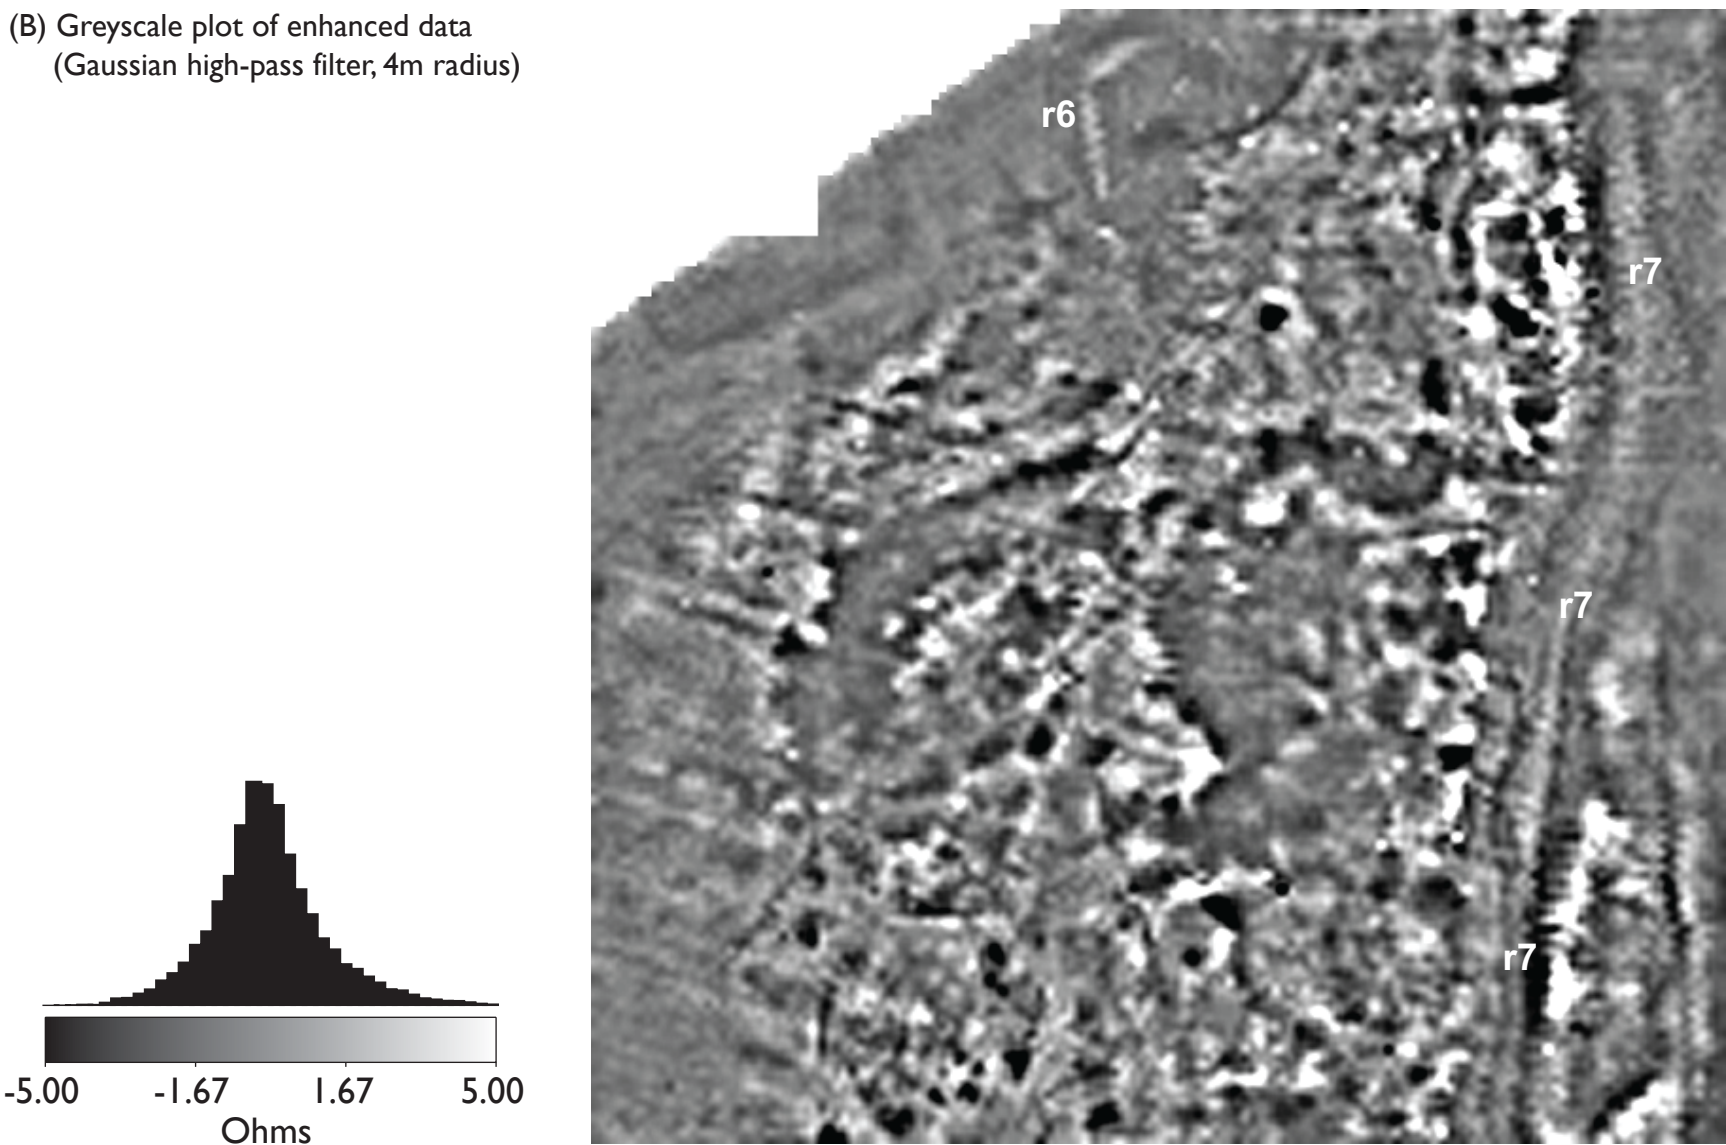 (B) Greyscale plot of enhanced data
(Gaussian high-pass filter, 4m radius)
r6
r7
r7
r7
-5.00 -1.67 1.67 5.00
Ohms